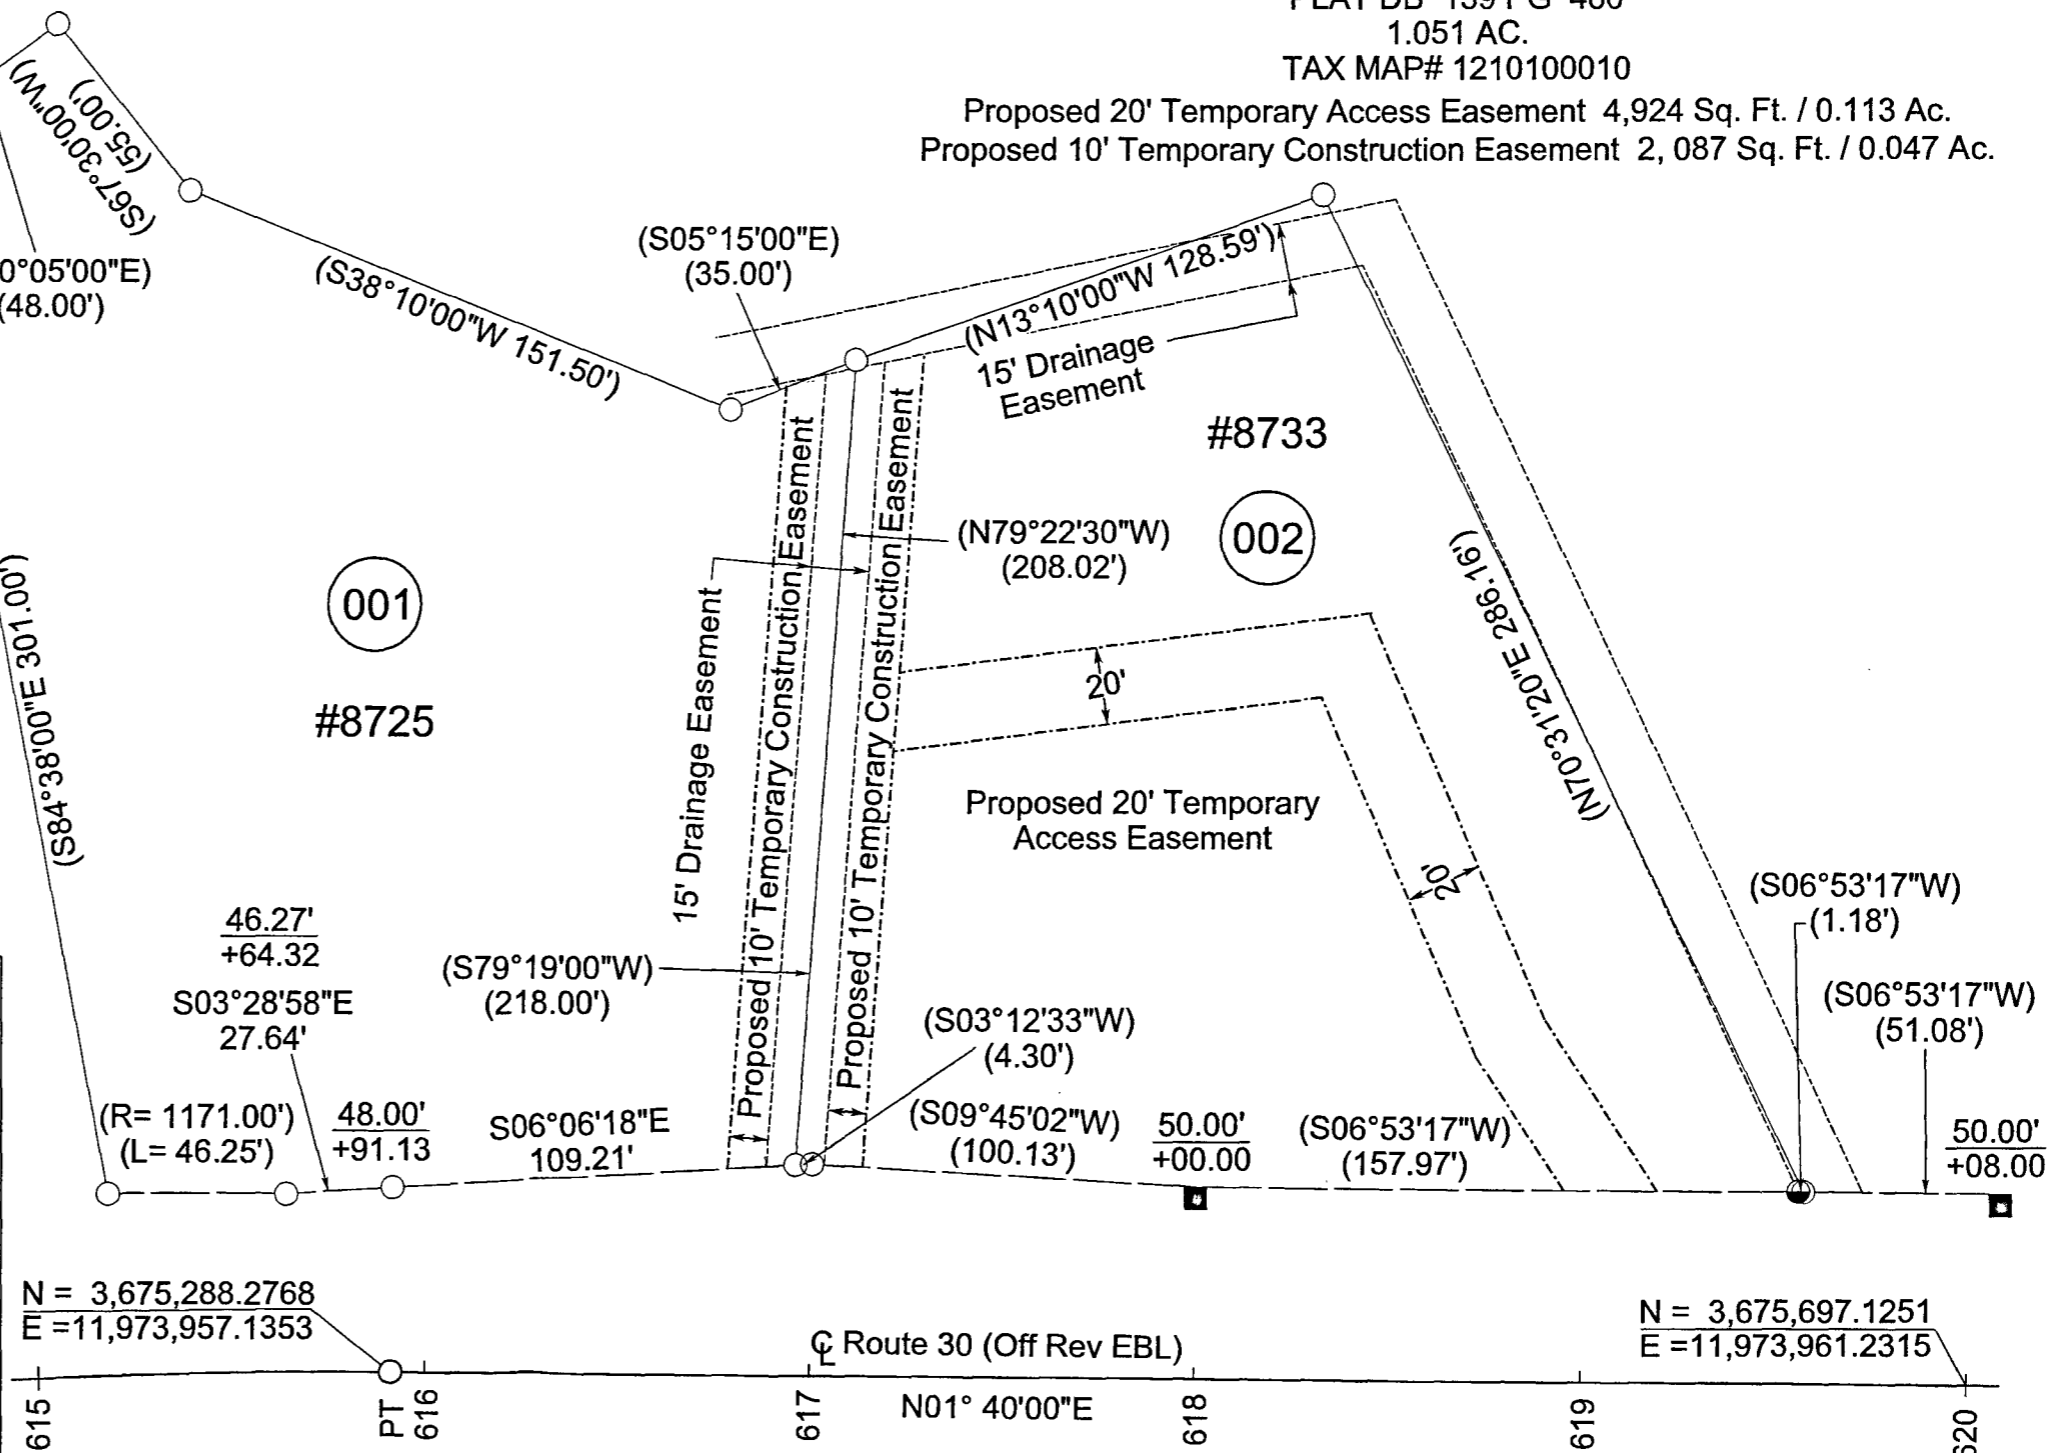 PLAT DB 139 PG 480
1.051 AC.
TAX MAP# 1210100010
Proposed 20' Temporary Access Easement 4,924 Sq. Ft. / 0.113 Ac.
Proposed 10' Temporary Construction Easement 2, 087 Sq. Ft. / 0.047 Ac.
(S67°30'00"W)
(55.00')
0°05'00"E)
(48.00')
(S38°10'00"W 151.50')
(S05°15'00"E)
(35.00')
(N13°10'00"W 128.59')
15' Drainage
Easement
#8733
002
(N79°22'30"W)
(208.02')
(N70°31'20"E 286.16')
(S84°38'00"E 301.00')
001
#8725
15' Drainage Easement
Proposed 10' Temporary Construction Easement
Proposed 10' Temporary Construction Easement
20'
Proposed 20' Temporary
Access Easement
20'
(S06°53'17"W)
(1.18')
(S06°53'17"W)
(51.08')
46.27'
+64.32
S03°28'58"E
27.64'
(S79°19'00"W)
(218.00')
(S03°12'33"W)
(4.30')
(R= 1171.00')
(L= 46.25')
48.00'
+91.13
S06°06'18"E
109.21'
(S09°45'02"W)
(100.13')
50.00'
+00.00
(S06°53'17"W)
(157.97')
50.00'
+08.00
N = 3,675,288.2768
E =11,973,957.1353
℄ Route 30 (Off Rev EBL)
N = 3,675,697.1251
E =11,973,961.2315
N01° 40'00"E
615
PT
616
617
618
619
620